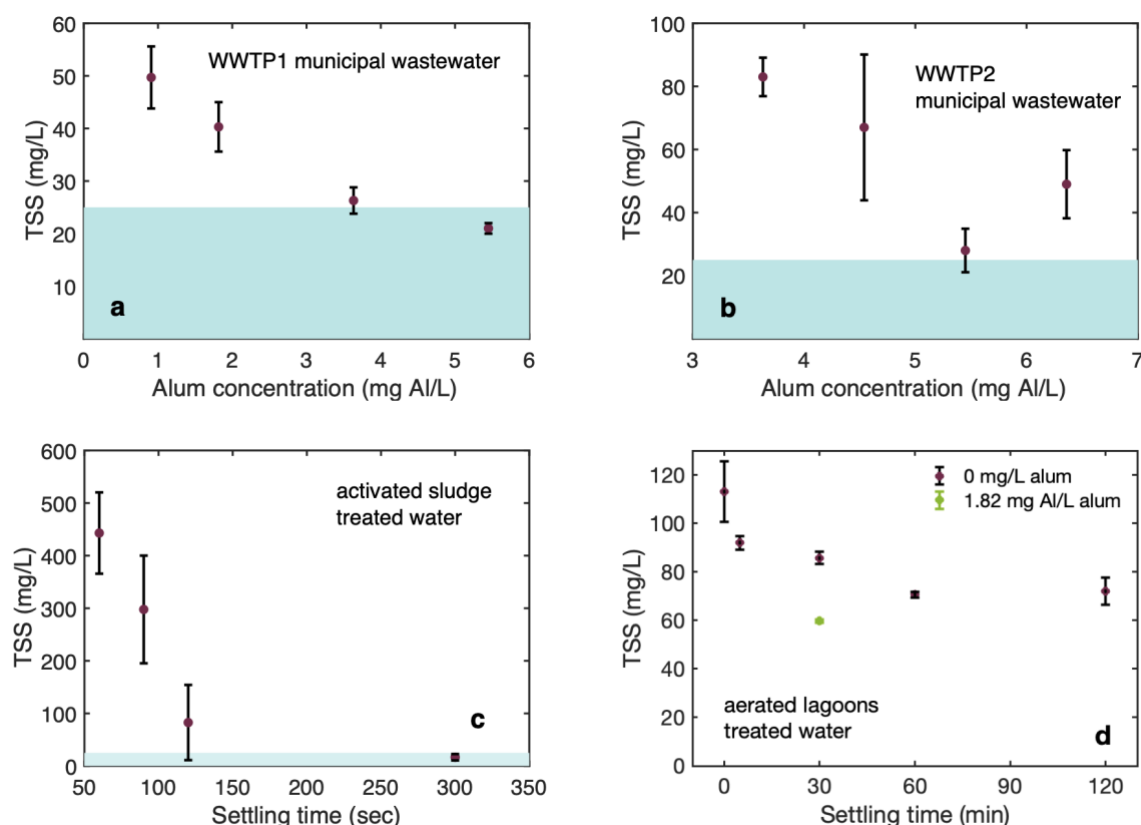 60
50
40
30
20
10
TSS (mg/L)
WWTP1 municipal wastewater
a
0 1 2 3 4 5 6
Alum concentration (mg Al/L)
100
80
60
40
20
TSS (mg/L)
WWTP2
municipal wastewater
b
3 4 5 6 7
Alum concentration (mg Al/L)
600
500
400
300
200
100
0
TSS (mg/L)
activated sludge
treated water
c
50 100 150 200 250 300 350
Settling time (sec)
120
100
80
60
40
20
0
TSS (mg/L)
0 mg/L alum
1.82 mg Al/L alum
aerated lagoons
treated water
d
0 30 60 90 120
Settling time (min)